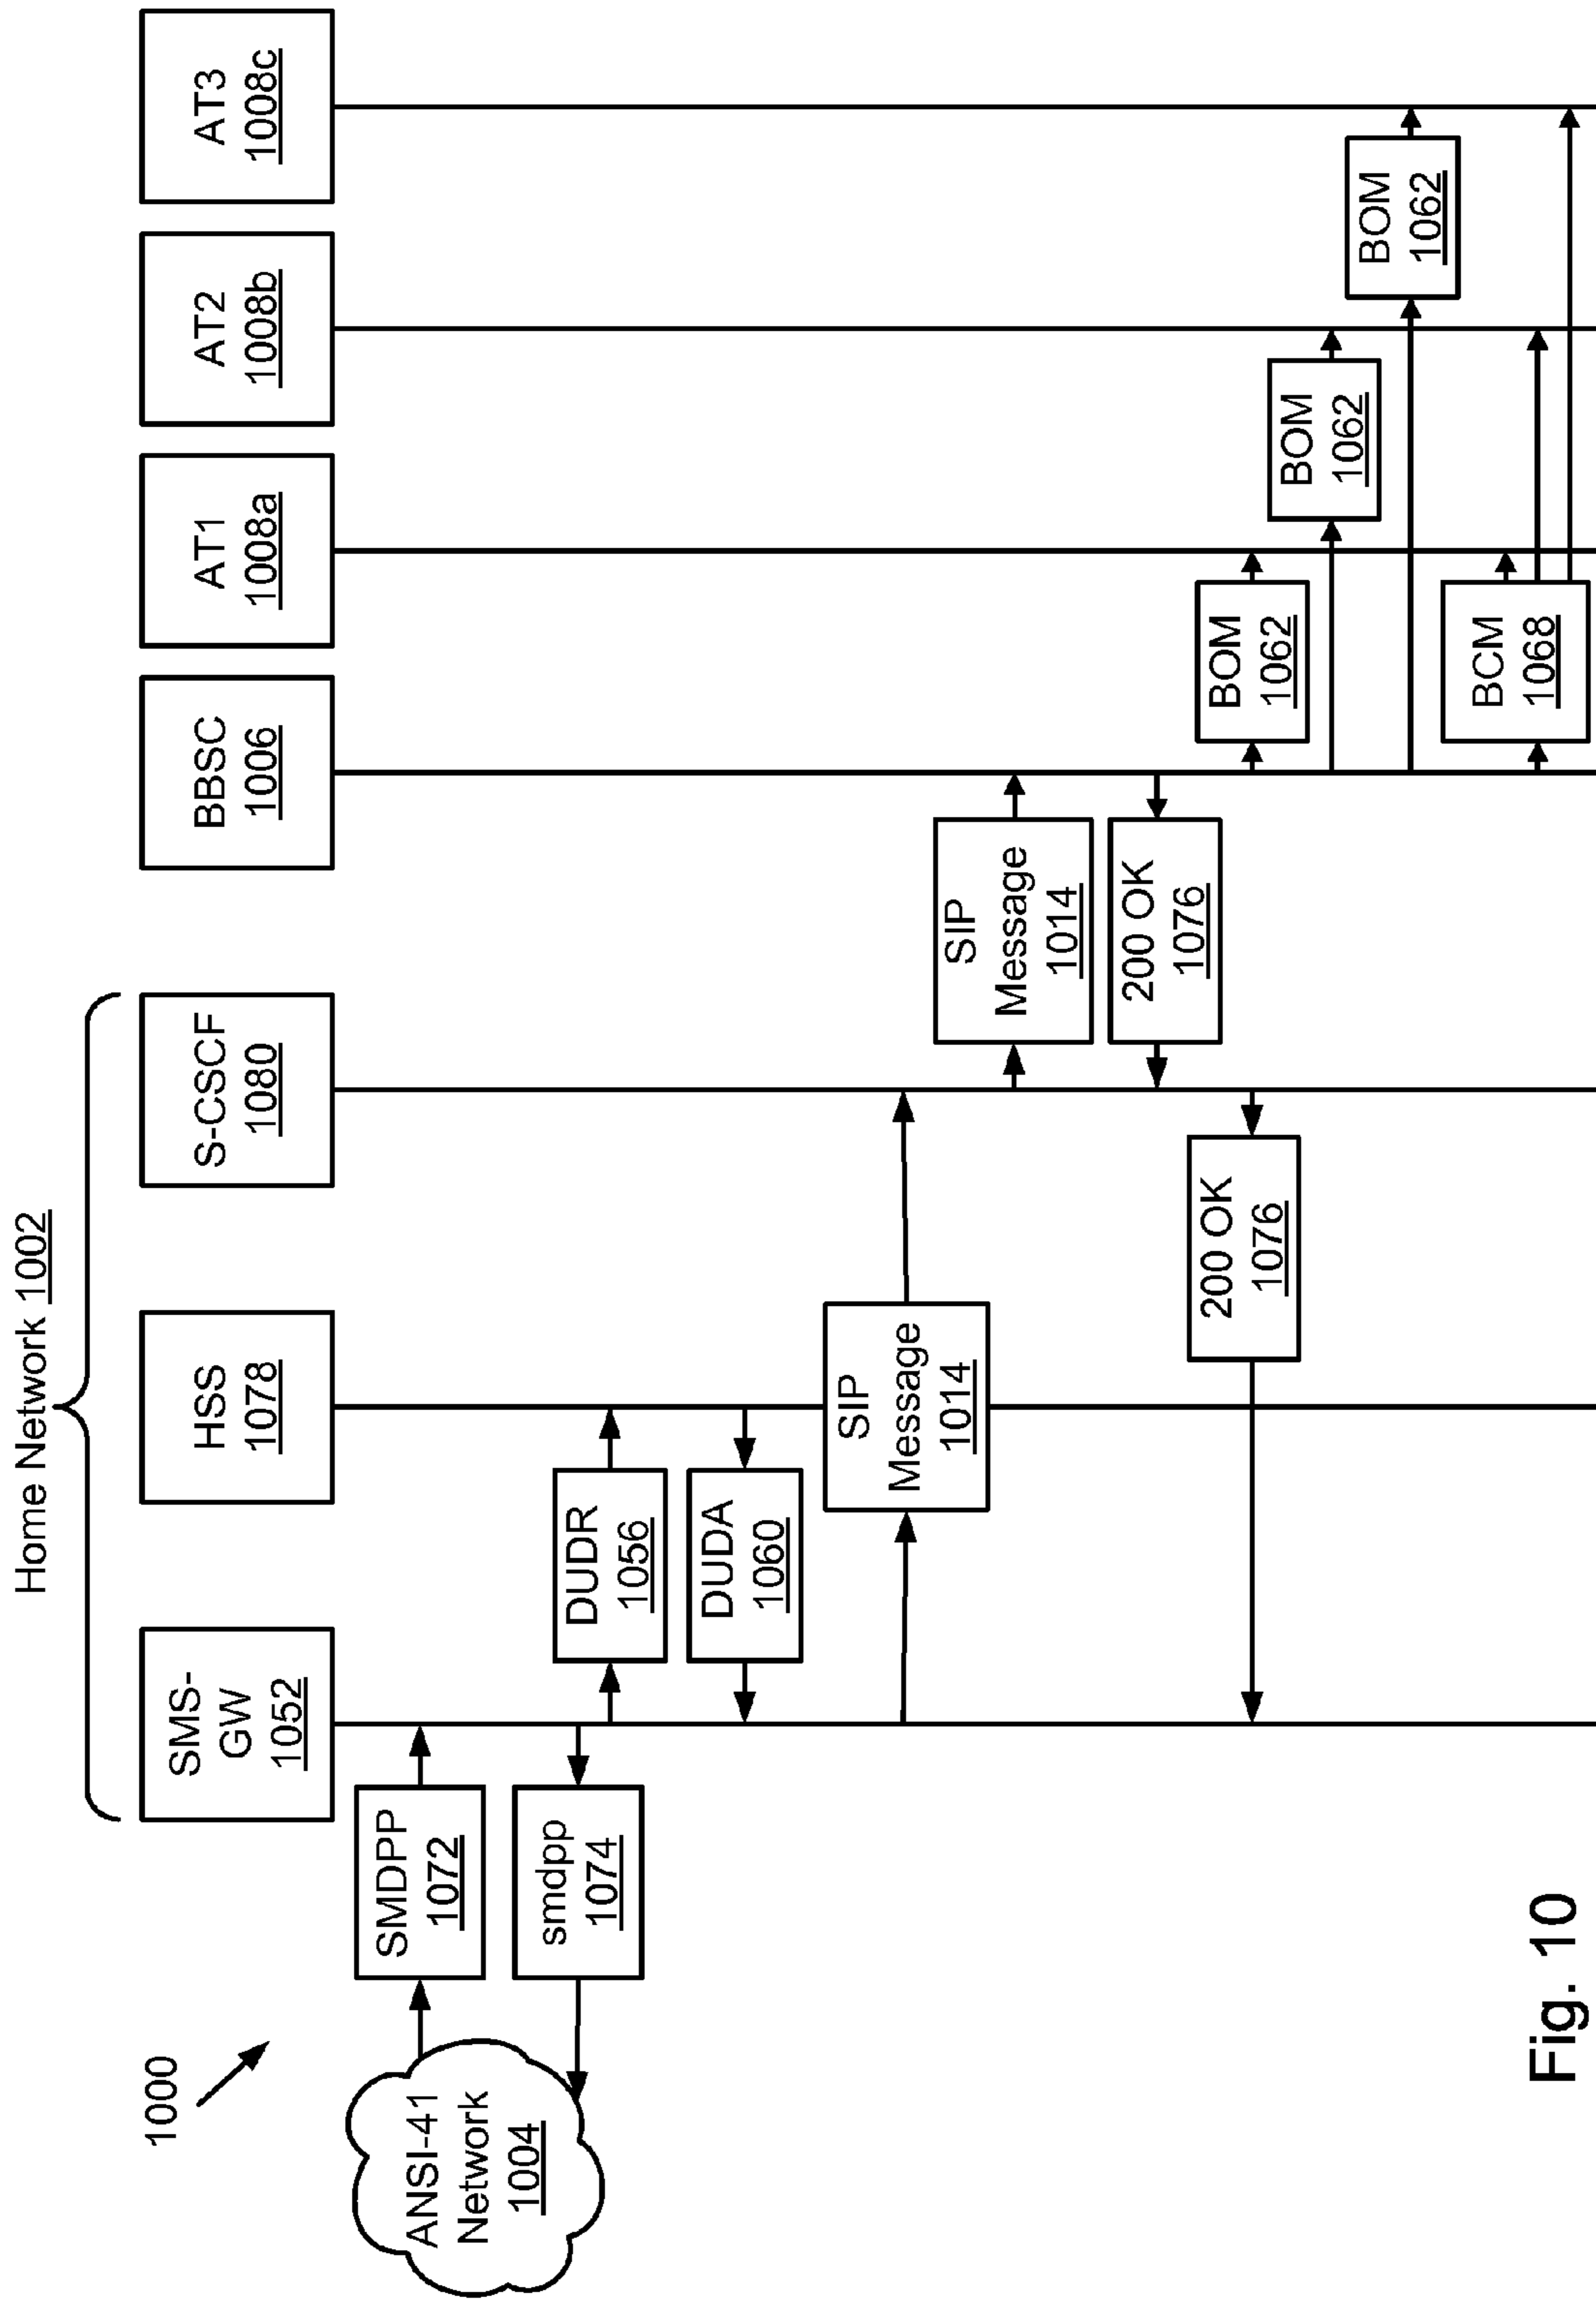 Home Network 1002
1000
SMS-
GW
1052
HSS
1078
S-CSCF
1080
BBSC
1006
AT1
1008a
AT2
1008b
AT3
1008c
ANSI-41
Network
1004
SMDPP
1072
smdpp
1074
DUDR
1056
DUDA
1060
SIP
Message
1014
SIP
Message
1014
200 OK
1076
200 OK
1076
BOM
1062
BOM
1062
BOM
1062
BCM
1068
Fig. 10